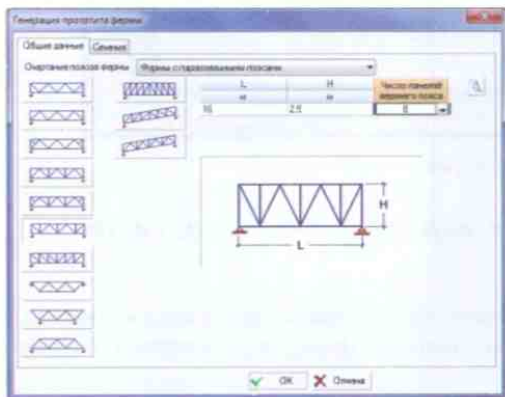 Генерация прототипа фермы
Общие данные Сечения
Очертание поясов фермы Фермы с параллельными поясами
L H Число панелей верхнего пояса
м м
2.5 6
H
L
OK Отмена